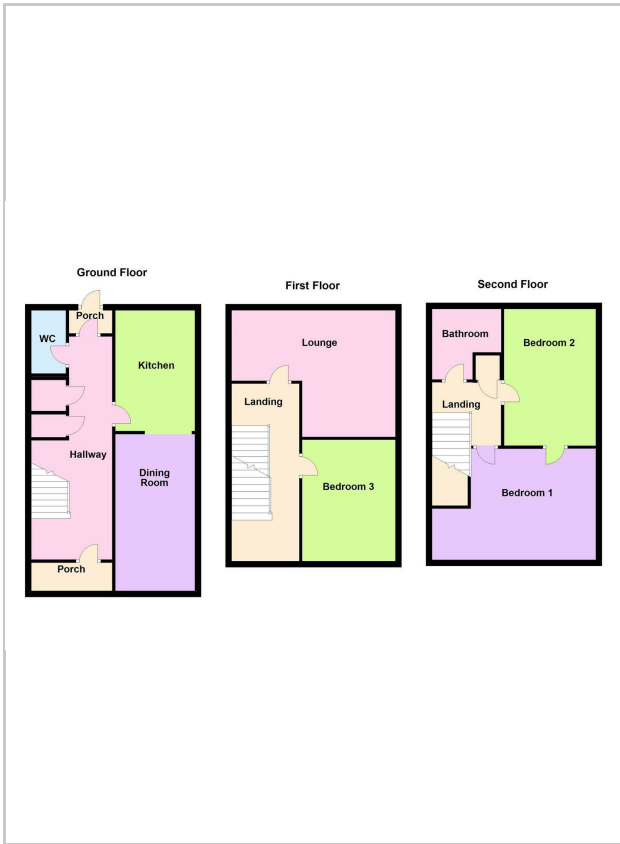 Ground Floor
Porch
WC
Kitchen
Hallway
Dining
Room
Porch
First Floor
Lounge
Landing
Bedroom 3
Second Floor
Bathroom
Bedroom 2
Landing
Bedroom 1